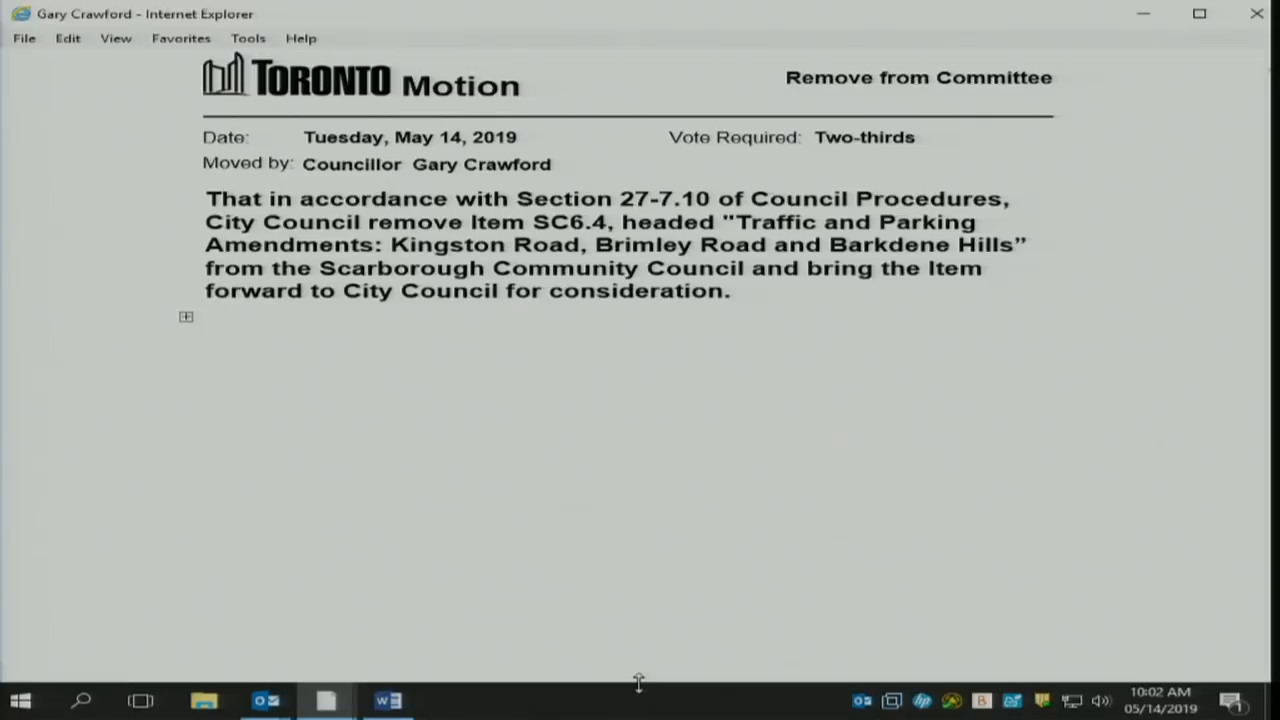 Gary Crawford - Internet Explorer
File Edit View Favorites Tools Help
TORONTO Motion
Remove from Committee
Date: Tuesday, May 14, 2019 Vote Required: Two-thirds
Moved by: Councillor Gary Crawford
That in accordance with Section 27-7.10 of Council Procedures,
City Council remove Item SC6.4, headed "Traffic and Parking
Amendments: Kingston Road, Brimley Road and Barkdene Hills”
from the Scarborough Community Council and bring the Item
forward to City Council for consideration.
10:02 AM
05/14/2019
1